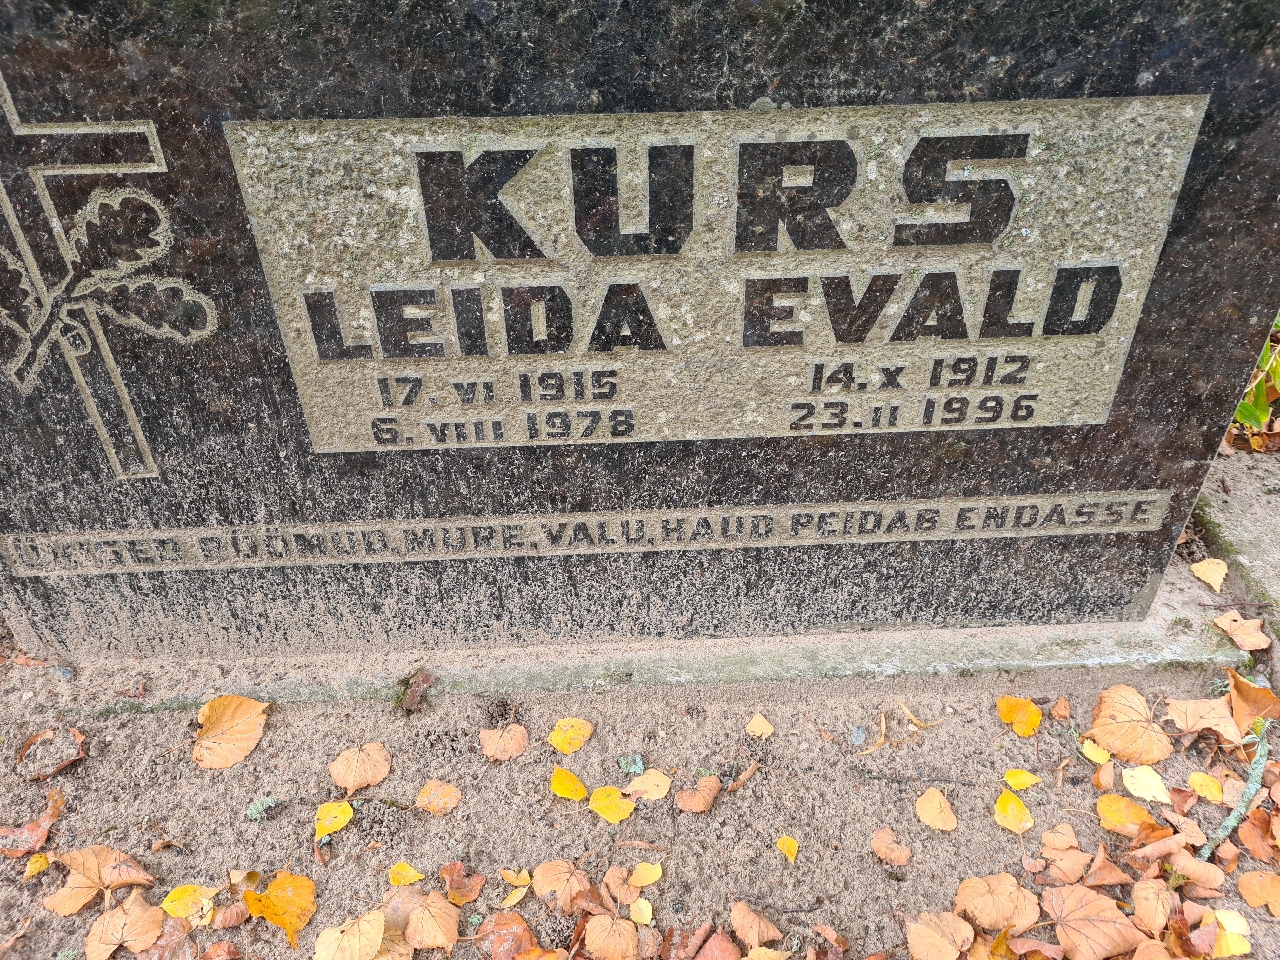 KURS
LEIDA EVALD
17. VI 1915 14. X 1912
6. VIII 1978 23. II 1996
RÕÕMUD, MURE, VALU, HAUD PEIDAB ENDASSE